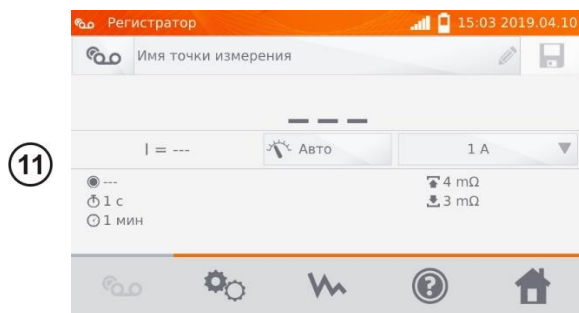 Регистратор 15:03 2019.04.10
Имя точки измерения
_ _ _
I = --- Авто 1 A
11
--- 4 mΩ
1 с 3 mΩ
1 мин